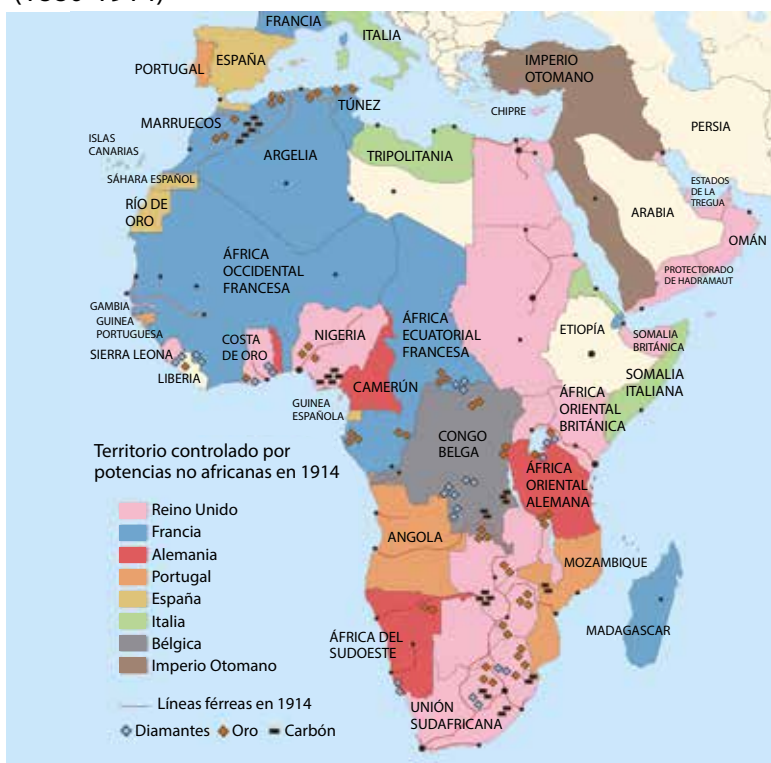 FRANCIA
ITALIA
ESPAÑA
PORTUGAL
IMPERIO
OTOMANO
TÚNEZ
CHIPRE
MARRUECOS
PERSIA
ISLAS
CANARIAS
ARGELIA
TRIPOLITANIA
SÁHARA ESPAÑOL
ESTADOS
DE LA
TREGUA
RÍO DE
ORO
ARABIA
OMÁN
ÁFRICA
OCCIDENTAL
FRANCESA
PROTECTORADO
DE HADRAMAUT
GAMBIA
GUINEA
PORTUGUESA
SIERRA LEONA
LIBERIA
COSTA
DE ORO
NIGERIA
ÁFRICA
ECUATORIAL
FRANCESA
ETIOPÍA
SOMALIA
BRITÁNICA
SOMALIA
ITALIANA
CAMERÚN
GUINEA
ESPAÑOLA
ÁFRICA
ORIENTAL
BRITÁNICA
CONGO
BELGA
ÁFRICA
ORIENTAL
ALEMANA
ANGOLA
MOZAMBIQUE
MADAGASCAR
ÁFRICA DEL
SUDOESTE
UNIÓN
SUDAFRICANA
Territorio controlado por
potencias no africanas en 1914
Reino Unido
Francia
Alemania
Portugal
España
Italia
Bélgica
Imperio Otomano
Líneas férreas en 1914
Diamantes Oro Carbón